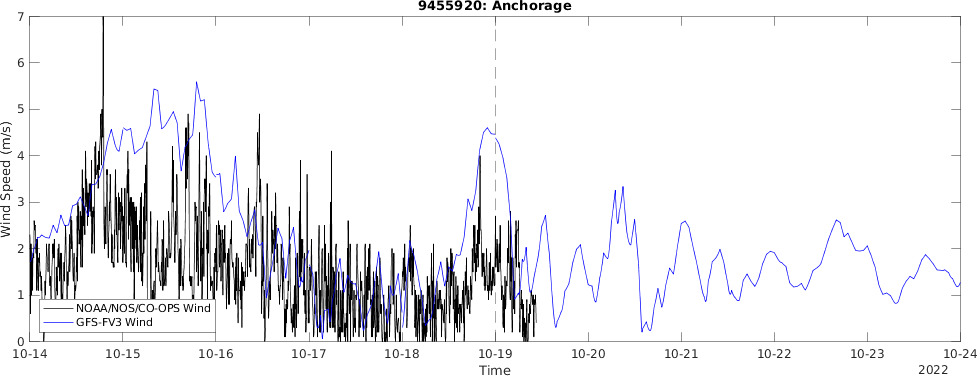 9455920: Anchorage
7
6
5
4
3
2
1
0
Wind Speed (m/s)
NOAA/NOS/CO-OPS Wind
GFS-FV3 Wind
10-14 10-15 10-16 10-17 10-18 10-19 10-20 10-21 10-22 10-23 10-24
Time
2022